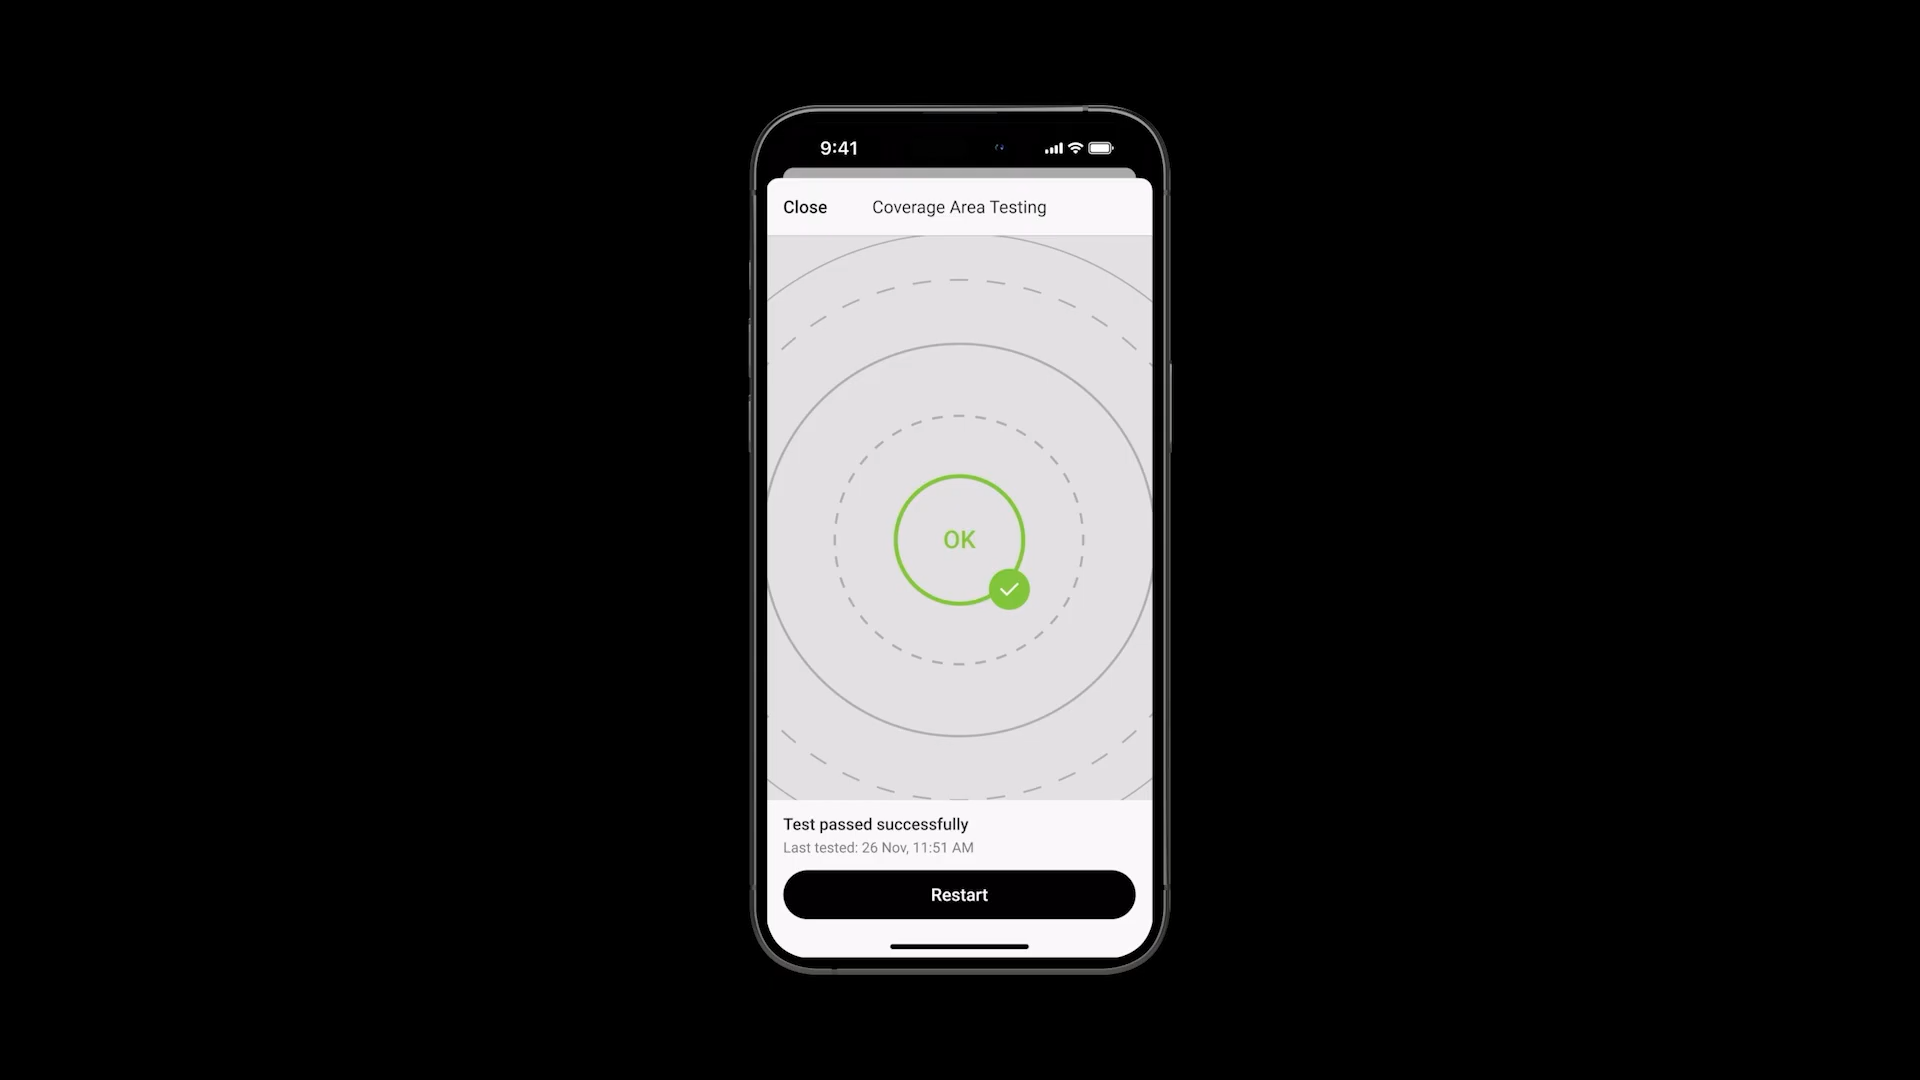 9:41
Close
Coverage Area Testing
OK
Test passed successfully
Last tested: 26 Nov, 11:51 AM
Restart